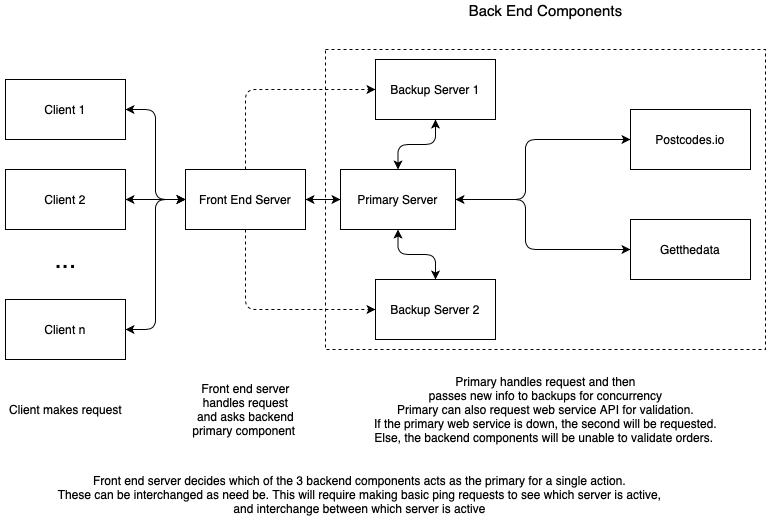 Back End Components
Client 1
Client 2
...
Client n
Front End Server
Backup Server 1
Primary Server
Backup Server 2
Postcodes.io
Getthedata
Client makes request
Front end server
handles request
and asks backend
primary component
Primary handles request and then
passes new info to backups for concurrency
Primary can also request web service API for validation.
If the primary web service is down, the second will be requested.
Else, the backend components will be unable to validate orders.
Front end server decides which of the 3 backend components acts as the primary for a single action.
These can be interchanged as need be. This will require making basic ping requests to see which server is active,
and interchange between which server is active